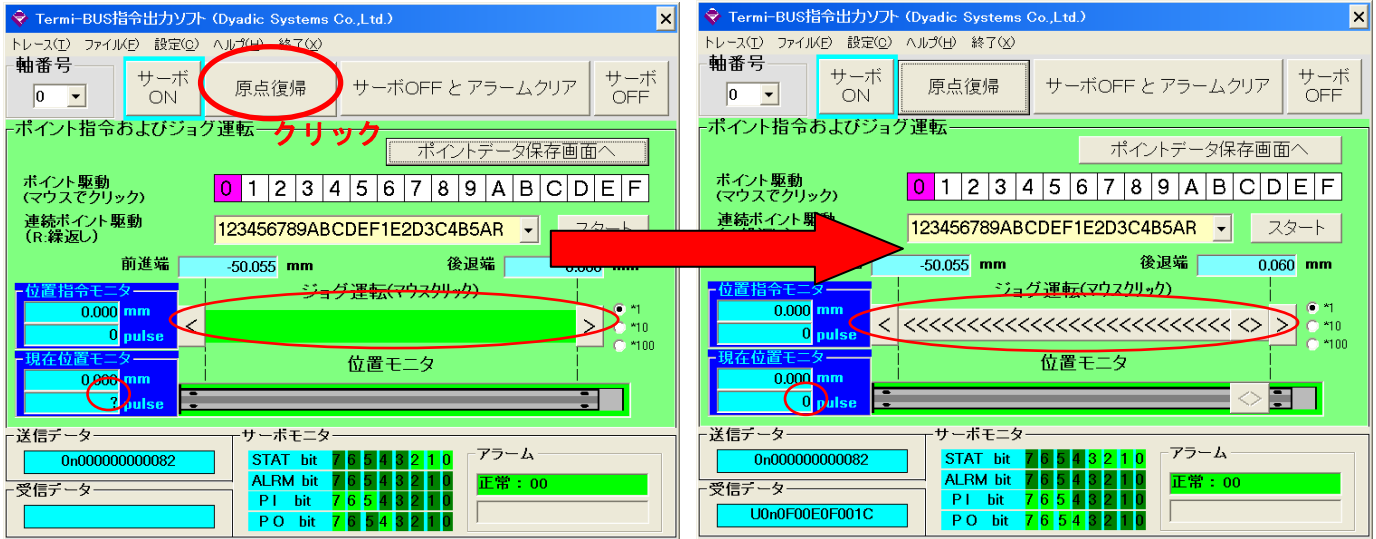 Termi-BUS指令出力ソフト (Dyadic Systems Co.,Ltd.)
トレース(T) ファイル(F) 設定(C) ヘルプ(H) 終了(X)
軸番号
0
サーボ
ON
原点復帰
サーボOFF と アラームクリア
サーボ
OFF
クリック
ポイント指令およびジョグ運転
ポイントデータ保存画面へ
ポイント駆動
(マウスでクリック)
0 1 2 3 4 5 6 7 8 9 A B C D E F
連続ポイント駆動
(R:繰返し)
123456789ABCDEF1E2D3C4B5AR
スタート
前進端 -50.055 mm 後退端 0.060 mm
位置指令モニタ
0.000 mm
0 pulse
ジョグ運転(マウスクリック)
< >
*1
*10
*100
現在位置モニタ
0.000 mm
? pulse
位置モニタ
送信データ
0n000000000082
受信データ
サーボモニタ
STAT bit 7 6 5 4 3 2 1 0
ALRM bit 7 6 5 4 3 2 1 0
P I bit 7 6 5 4 3 2 1 0
P O bit 7 6 5 4 3 2 1 0
アラーム
正常 : 00
Termi-BUS指令出力ソフト (Dyadic Systems Co.,Ltd.)
トレース(T) ファイル(F) 設定(C) ヘルプ(H) 終了(X)
軸番号
0
サーボ
ON
原点復帰
サーボOFF と アラームクリア
サーボ
OFF
ポイント指令およびジョグ運転
ポイントデータ保存画面へ
ポイント駆動
(マウスでクリック)
0 1 2 3 4 5 6 7 8 9 A B C D E F
連続ポイント駆動
123456789ABCDEF1E2D3C4B5AR
スタート
-50.055 mm 後退端 0.060 mm
位置指令モニタ
0.000 mm
0 pulse
ジョグ運転(マウスクリック)
< <<<<<<<<<<<<<<<<<<<<<<<<<< <> >
*1
*10
*100
現在位置モニタ
0.000 mm
0 pulse
位置モニタ
<>
送信データ
0n000000000082
受信データ
U0n0F00E0F001C
サーボモニタ
STAT bit 7 6 5 4 3 2 1 0
ALRM bit 7 6 5 4 3 2 1 0
P I bit 7 6 5 4 3 2 1 0
P O bit 7 6 5 4 3 2 1 0
アラーム
正常 : 00